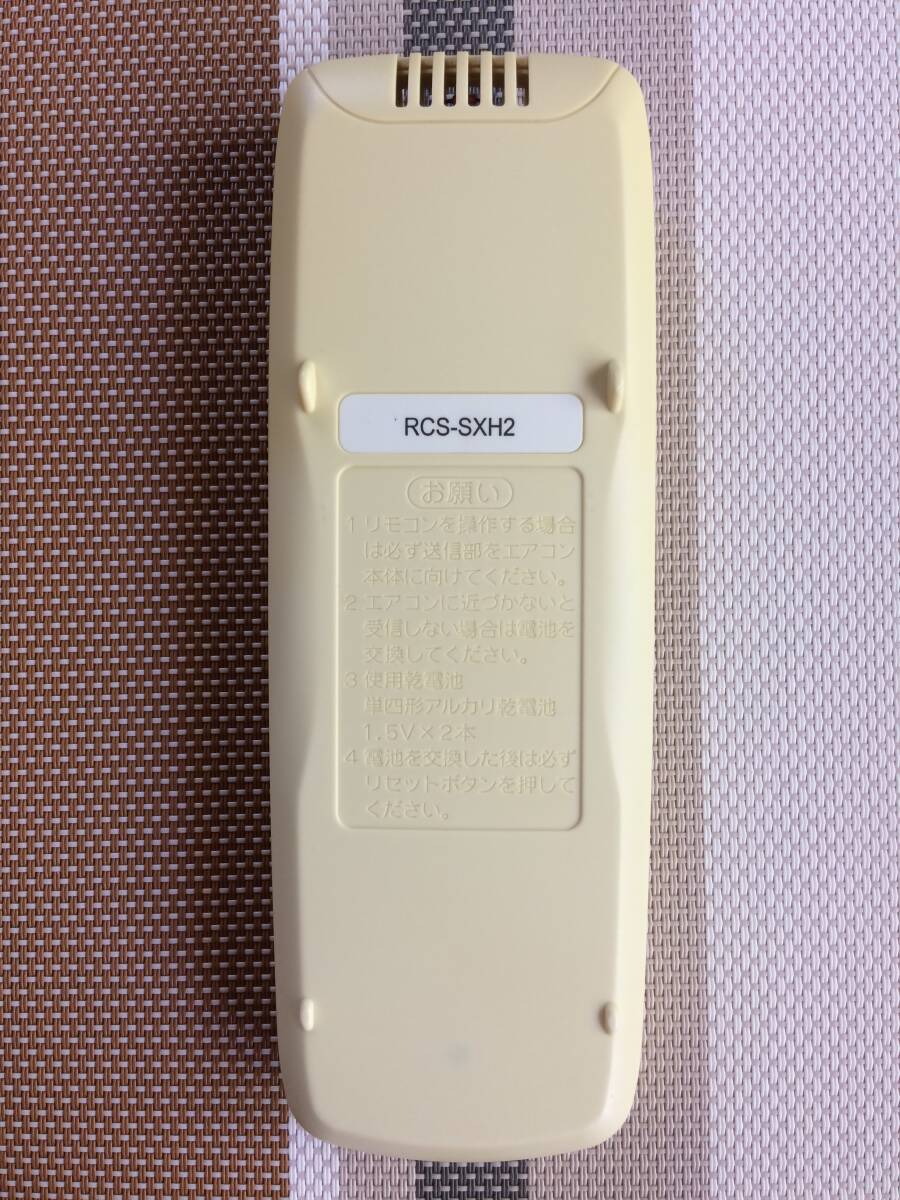 RCS-SXH2
お願い
1 リモコンを操作する場合
は必ず送信部をエアコン
本体に向けてください。
2 エアコンに近づかないと
受信しない場合は電池を
交換してください。
3 使用乾電池
単四形アルカリ乾電池
1.5V×2本
4 電池を交換した後は必ず
リセットボタンを押して
ください。